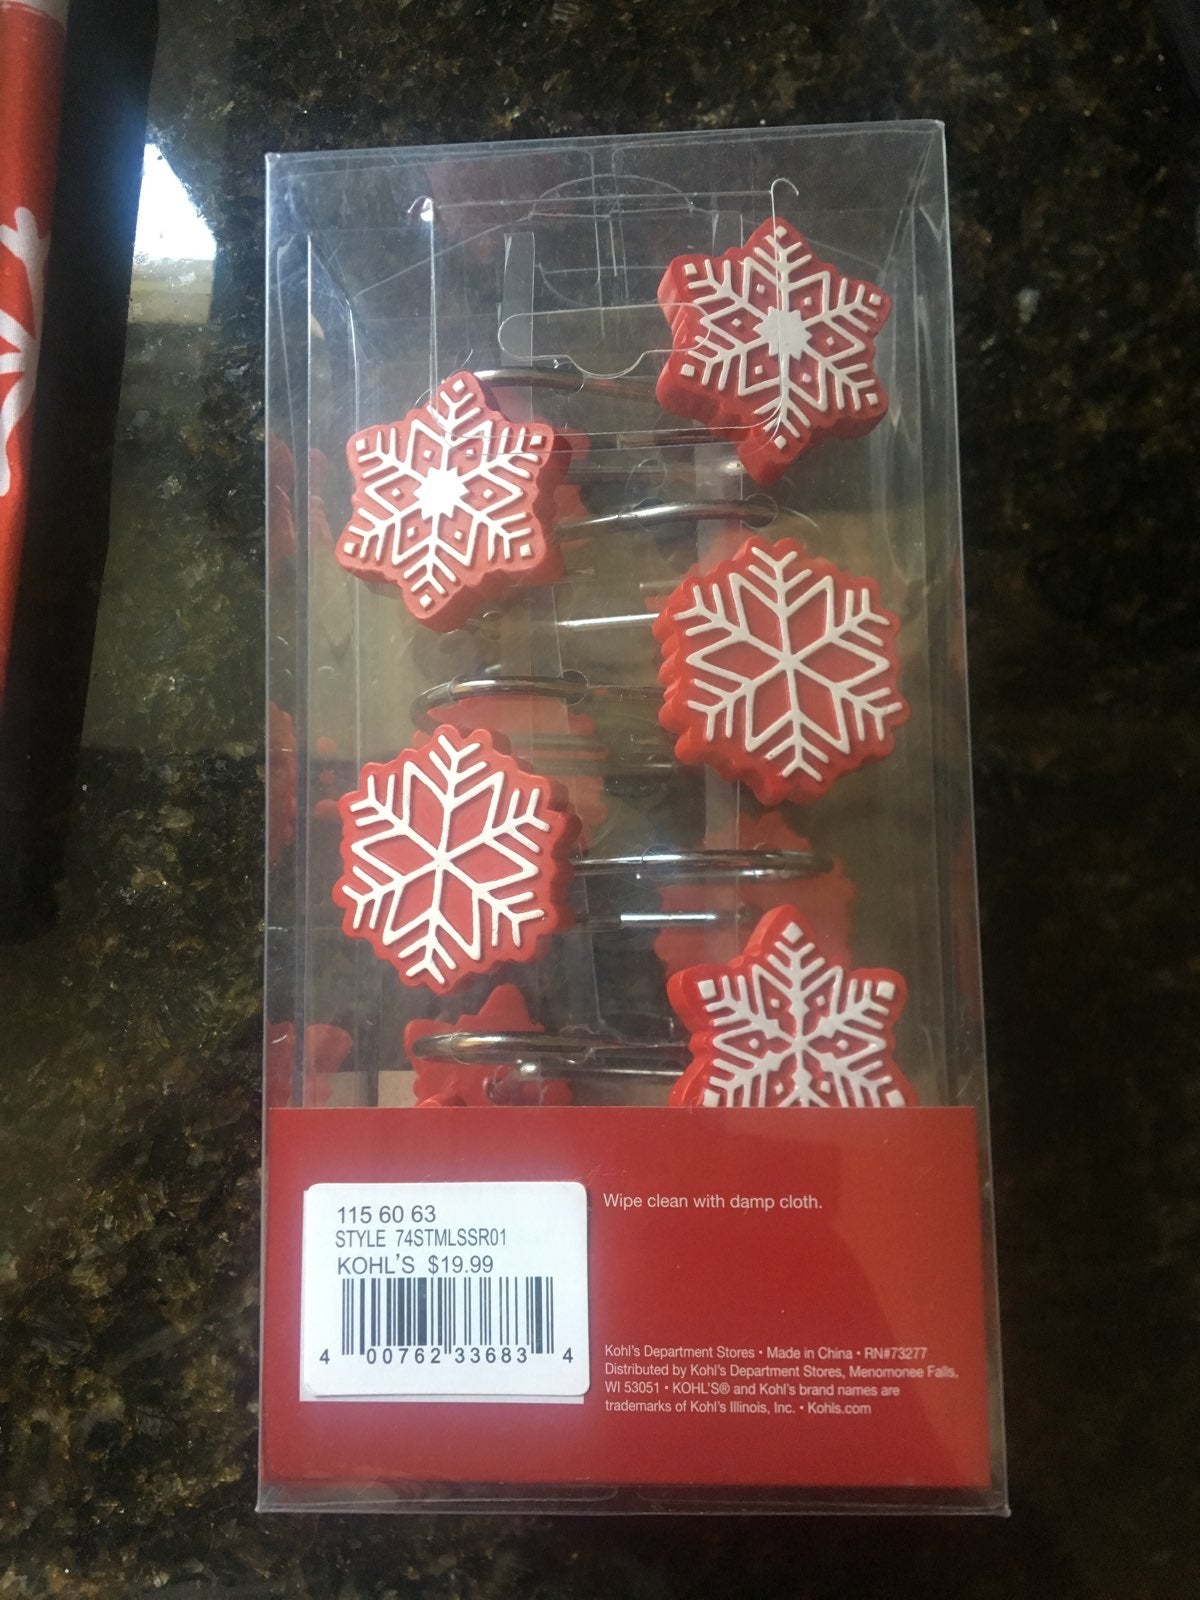 115 60 63
STYLE 74STMLSSR01
KOHL'S $19.99
4 00762 33683 4
Wipe clean with damp cloth.
Kohl's Department Stores • Made in China • RN#73277
Distributed by Kohl's Department Stores, Menomonee Falls,
WI 53051 • KOHL'S® and Kohl's brand names are
trademarks of Kohl's Illinois, Inc. • Kohls.com